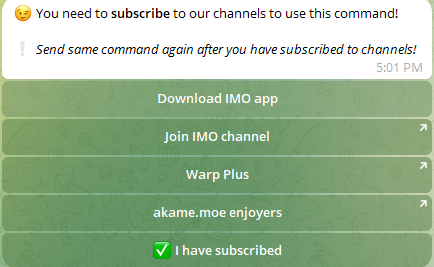 😉 You need to subscribe to our channels to use this command!
❕ Send same command again after you have subscribed to channels!
5:01 PM
Download IMO app
Join IMO channel
Warp Plus
akame.moe enjoyers
✅ I have subscribed